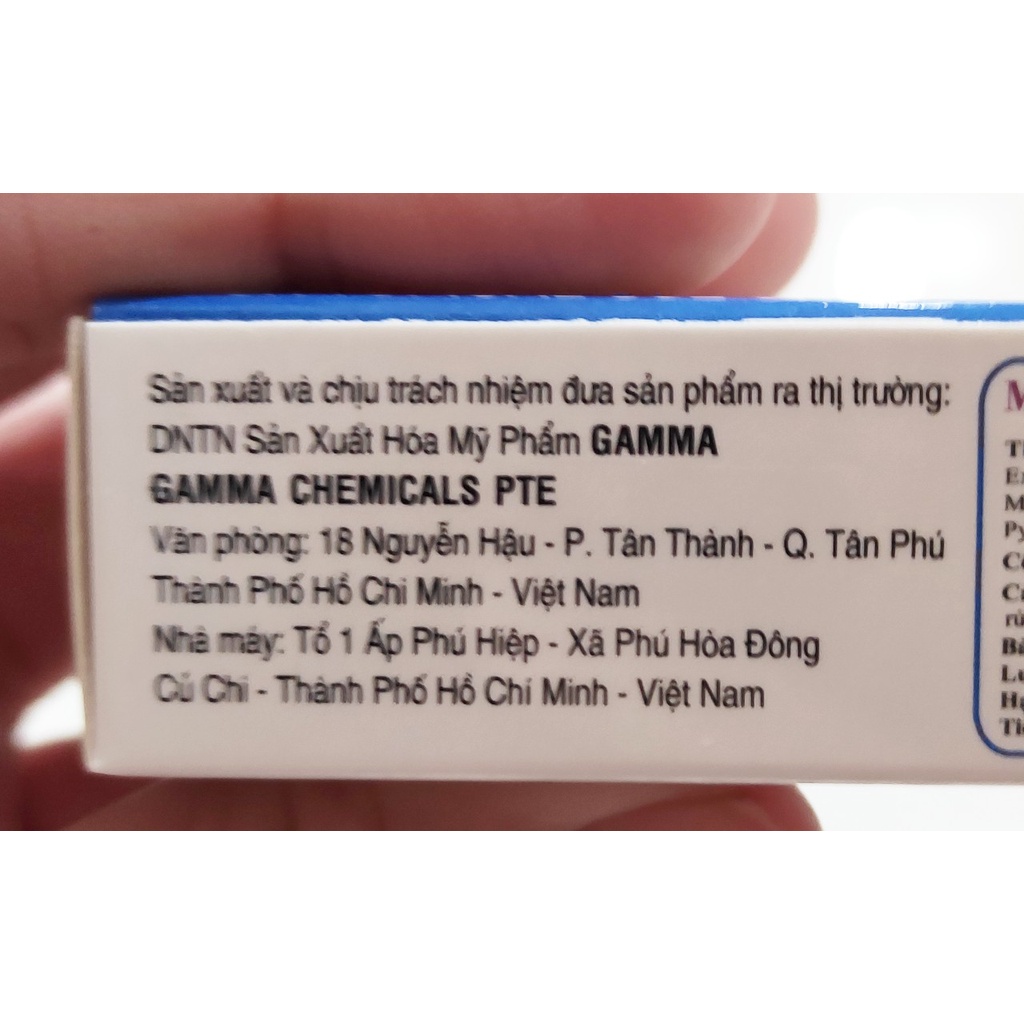 Sản xuất và chịu trách nhiệm đưa sản phẩm ra thị trường:
DNTN Sản Xuất Hóa Mỹ Phẩm GAMMA
GAMMA CHEMICALS PTE
Văn phòng: 18 Nguyễn Hậu - P. Tân Thành - Q. Tân Phú
Thành Phố Hồ Chi Minh - Việt Nam
Nhà máy: Tổ 1 Ấp Phú Hiệp - Xã Phú Hòa Đông
Củ Chi - Thành Phố Hồ Chí Minh - Việt Nam